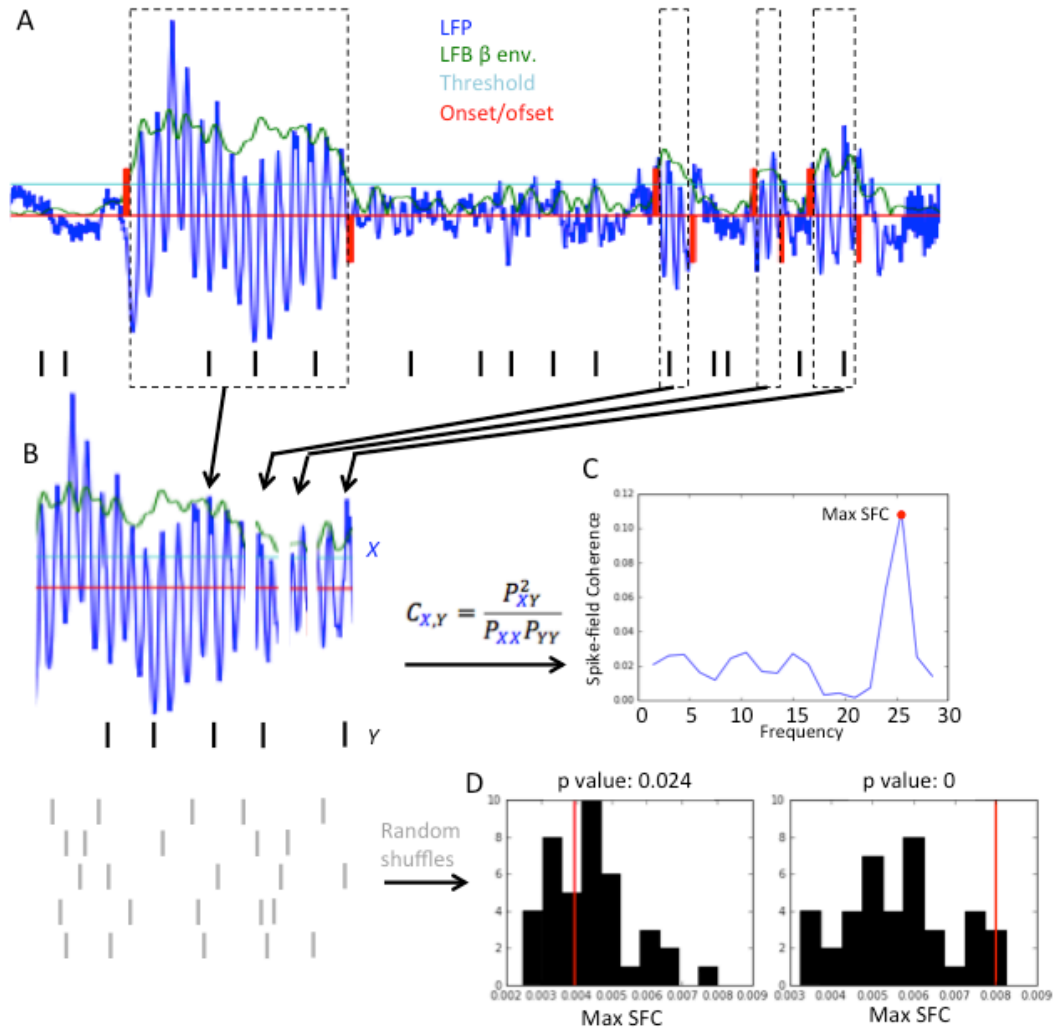 A
LFP
LFB β env.
Threshold
Onset/ofset
B
X
Y
C_{X,Y} = P_{XY}^2 / P_{XX} P_{YY}
C
Max SFC
Spike-field Coherence
0.12
0.10
0.08
0.06
0.04
0.02
0.00
0 5 10 15 20 25 30
Frequency
Random
shuffles
D
p value: 0.024
10
8
6
4
2
0
0.002 0.003 0.004 0.005 0.006 0.007 0.008 0.009
Max SFC
p value: 0
10
8
6
4
2
0
0.003 0.004 0.005 0.006 0.007 0.008 0.009
Max SFC